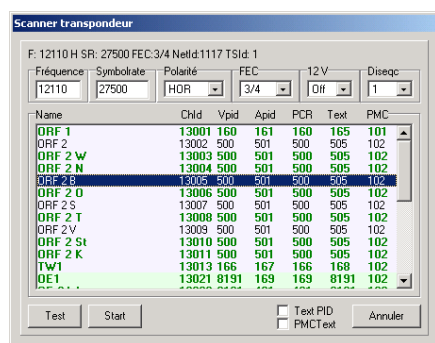 Scanner transpondeur
F: 12110 H SR: 27500 FEC:3/4 NetId:1117 TSId: 1
Fréquence Symbolrate Polarité FEC 12 V Diseqc
12110 27500 HOR 3/4 Off 1
Name ChId Vpid Apid PCR Text PMC
ORF 1 13001 160 161 160 165 101
ORF 2 13002 500 501 500 505 102
ORF 2 W 13003 500 501 500 505 102
ORF 2 N 13004 500 501 500 505 102
ORF 2 B 13005 500 501 500 505 102
ORF 2 O 13006 500 501 500 505 102
ORF 2 S 13007 500 501 500 505 102
ORF 2 T 13008 500 501 500 505 102
ORF 2 V 13009 500 501 500 505 102
ORF 2 St 13010 500 501 500 505 102
ORF 2 K 13011 500 501 500 505 102
TW1 13013 166 167 166 168 102
OE1 13021 8191 169 169 8191 102
Test Start Text PID Annuler
PMCText